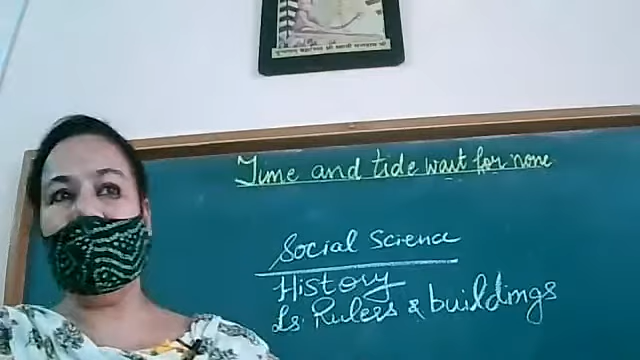 Time and tide wait for none
Social Science
History
Ls: Rulers & buildings